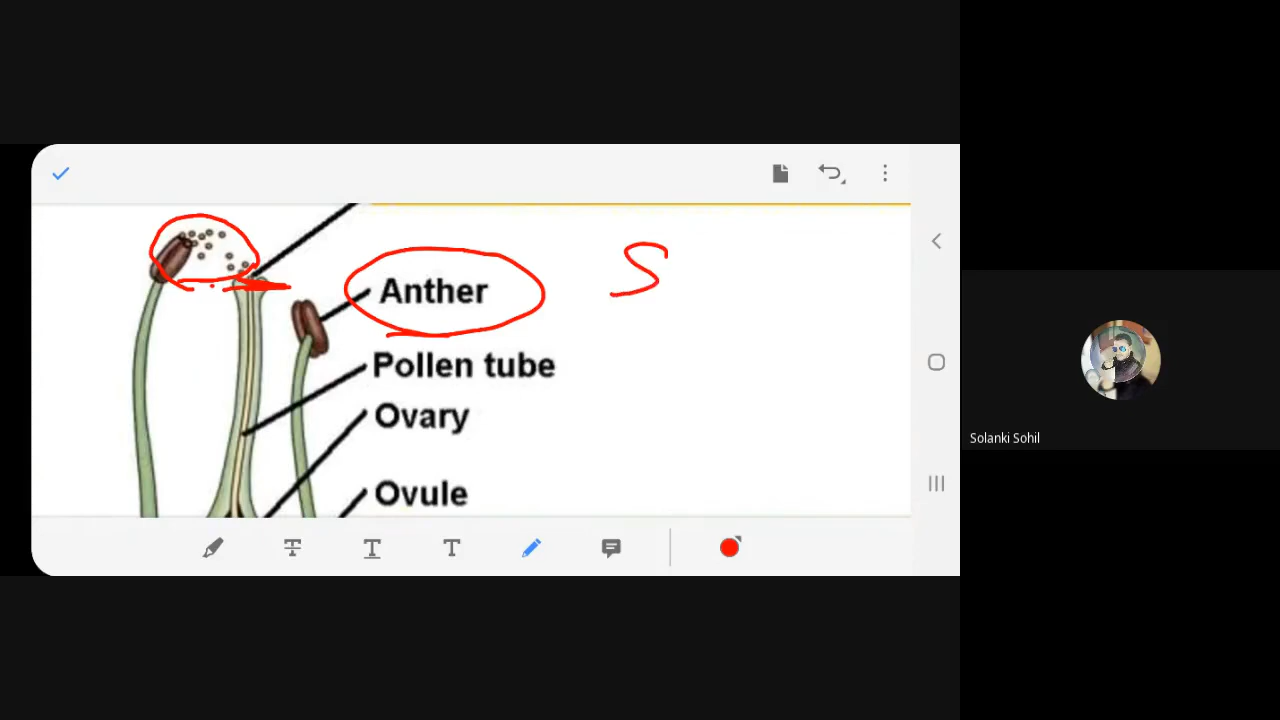 Anther
S
Pollen tube
Ovary
Ovule
T T T
Solanki Sohil